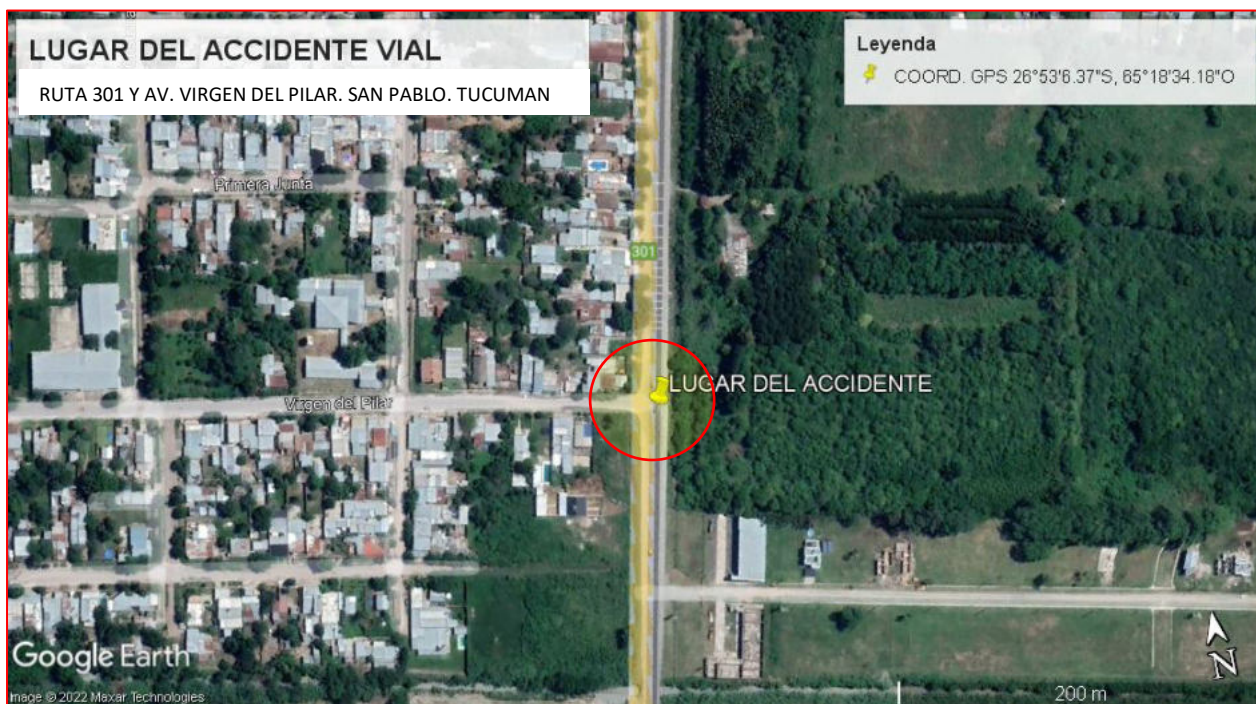 LUGAR DEL ACCIDENTE VIAL
RUTA 301 Y AV. VIRGEN DEL PILAR. SAN PABLO. TUCUMAN
Leyenda
COORD. GPS 26°53'6.37"S, 65°18'34.18"O
Primera Junta
301
LUGAR DEL ACCIDENTE
Virgen del Pilar
Google Earth
Image © 2022 Maxar Technologies
N
200 m